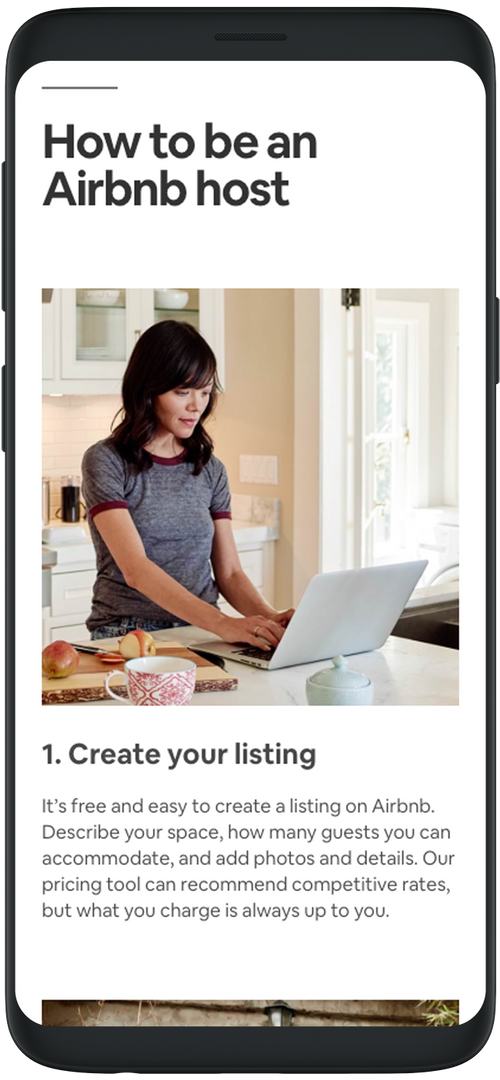 How to be an
Airbnb host
1. Create your listing
It’s free and easy to create a listing on Airbnb.
Describe your space, how many guests you can
accommodate, and add photos and details. Our
pricing tool can recommend competitive rates,
but what you charge is always up to you.